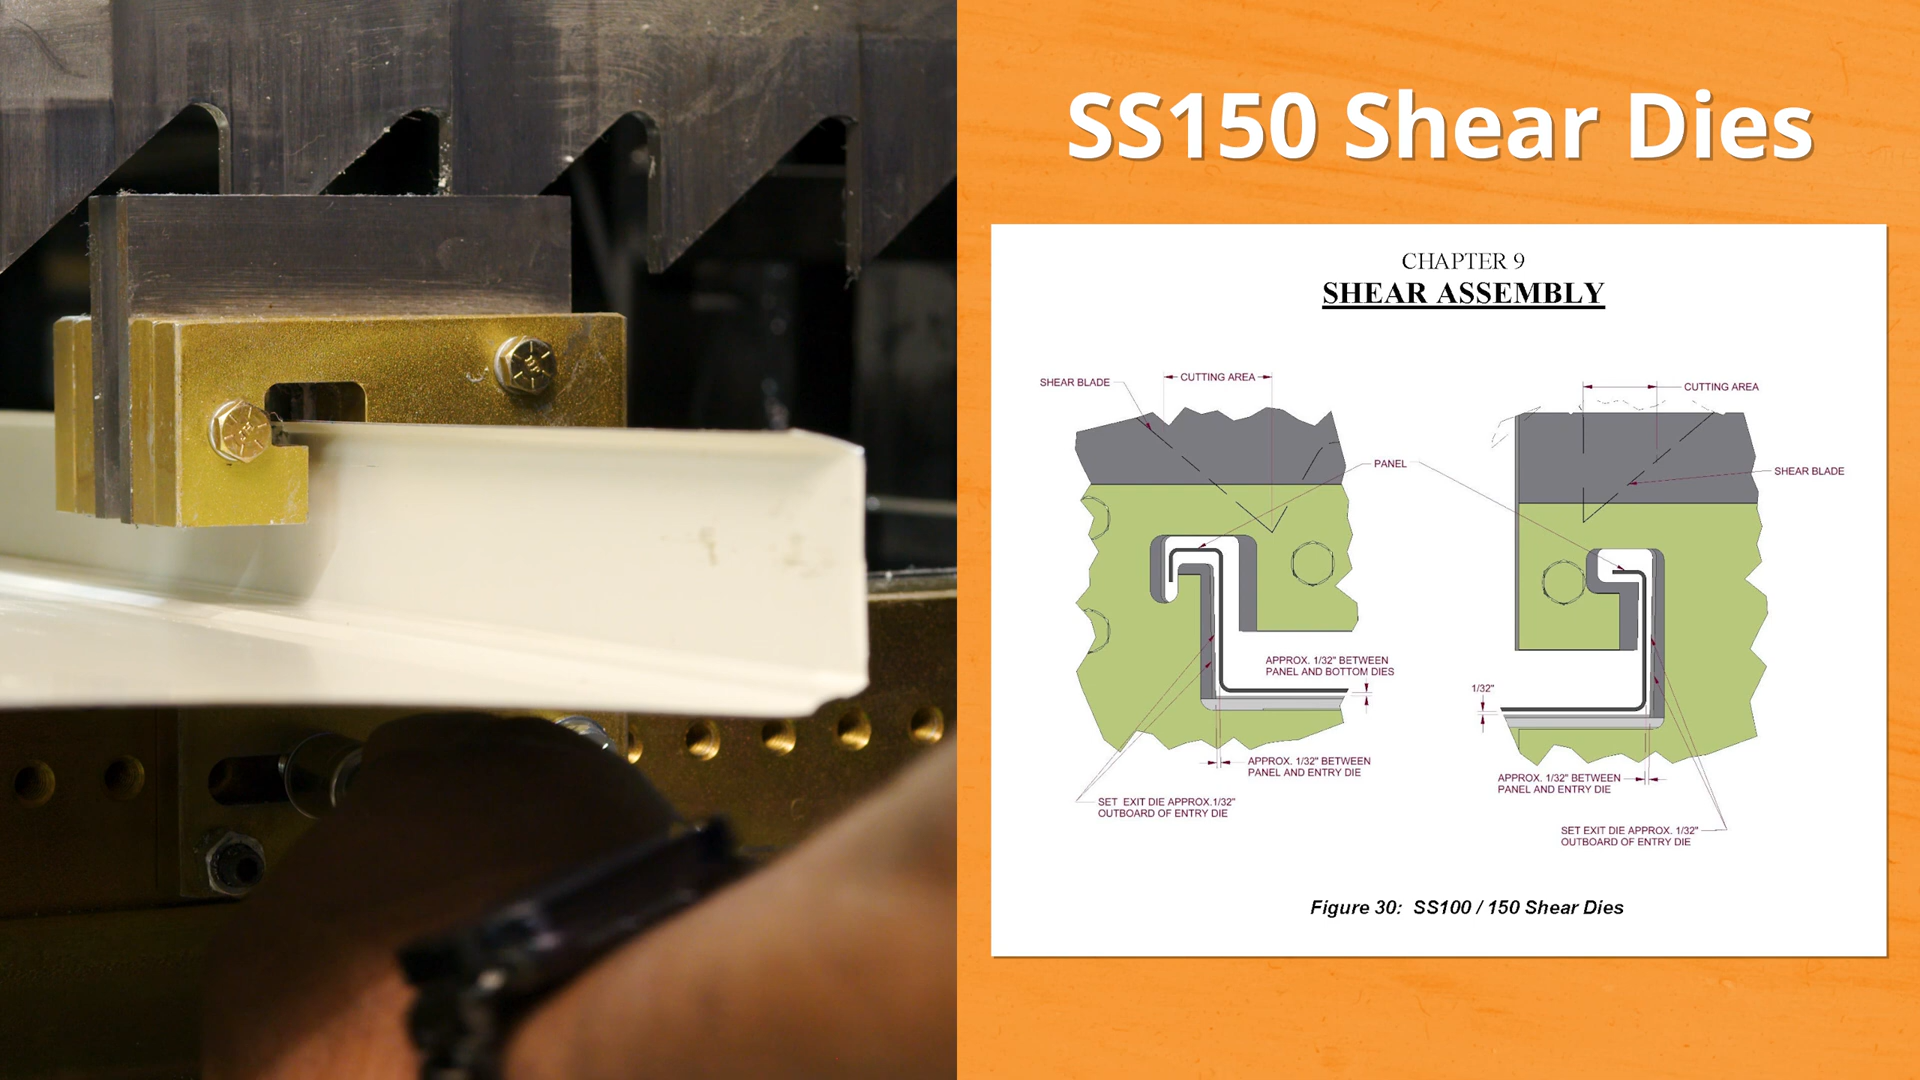 SS150 Shear Dies
CHAPTER 9
SHEAR ASSEMBLY
SHEAR BLADE
CUTTING AREA
CUTTING AREA
PANEL
SHEAR BLADE
APPROX. 1/32" BETWEEN
PANEL AND BOTTOM DIES
1/32"
APPROX. 1/32" BETWEEN
PANEL AND ENTRY DIE
APPROX. 1/32" BETWEEN
PANEL AND ENTRY DIE
SET EXIT DIE APPROX.1/32"
OUTBOARD OF ENTRY DIE
SET EXIT DIE APPROX. 1/32"
OUTBOARD OF ENTRY DIE
Figure 30: SS100 / 150 Shear Dies